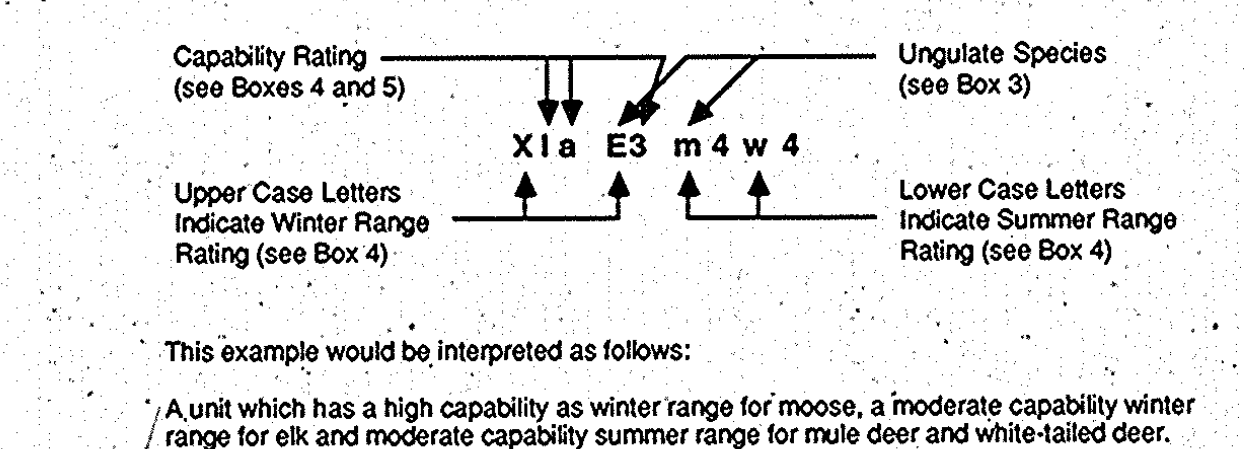 Capability Rating
(see Boxes 4 and 5)
Ungulate Species
(see Box 3)
X1a E3 m4 w4
Upper Case Letters
Indicate Winter Range
Rating (see Box 4)
Lower Case Letters
Indicate Summer Range
Rating (see Box 4)
This example would be interpreted as follows:
A unit which has a high capability as winter range for moose, a moderate capability winter
range for elk and moderate capability summer range for mule deer and white-tailed deer.